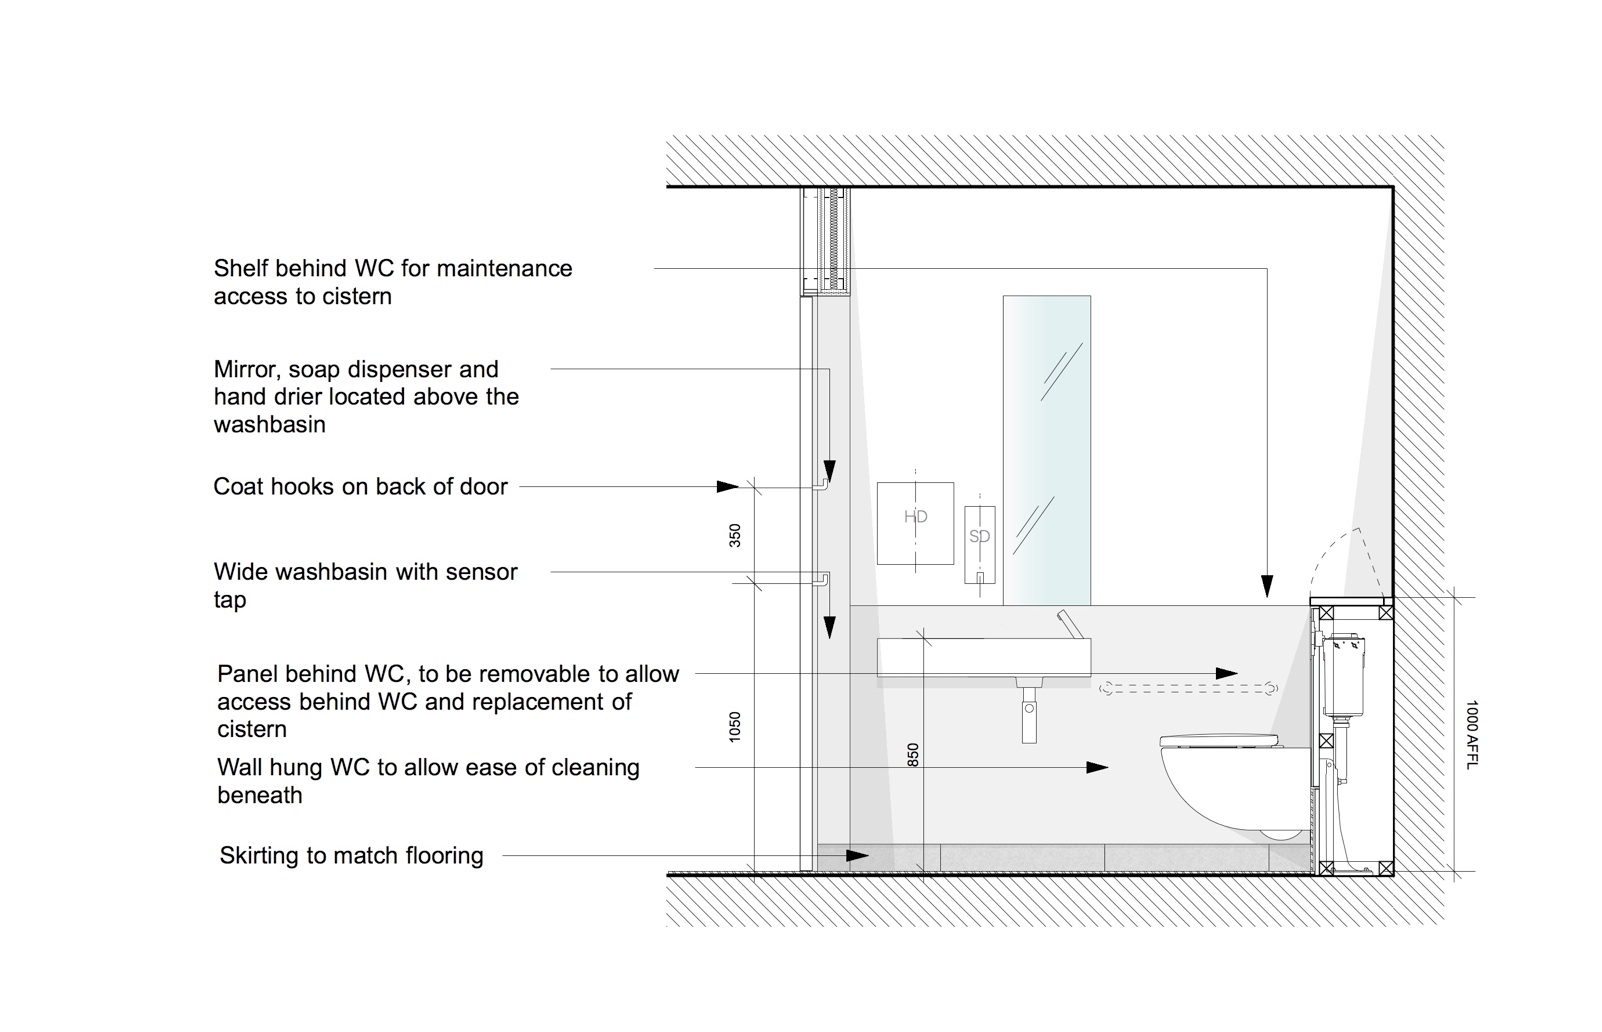 Shelf behind WC for maintenance
access to cistern
Mirror, soap dispenser and
hand drier located above the
washbasin
Coat hooks on back of door
Wide washbasin with sensor
tap
Panel behind WC, to be removable to allow
access behind WC and replacement of
cistern
Wall hung WC to allow ease of cleaning
beneath
Skirting to match flooring
350
1050
850
HD
SD
1000 AFFL